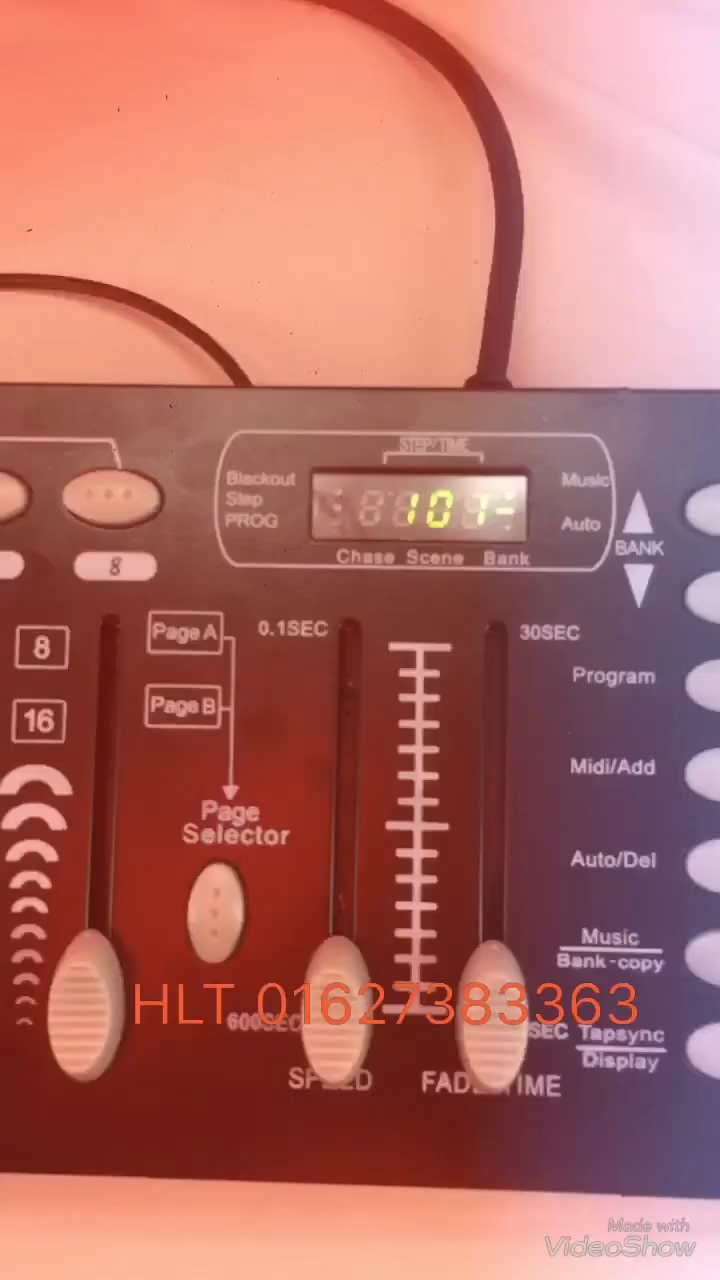 STEP/TIME
Blackout
Step
PROG
101-
Music
Auto
Chase Scene Bank
BANK
8
8
16
Page A
Page B
Page
Selector
0.1SEC
30SEC
Program
Midi/Add
Auto/Del
Music
Bank-copy
HLT 01627383363
600SEC
SEC
Tapsync
Display
SPEED
FADE TIME
Made with
VideoShow